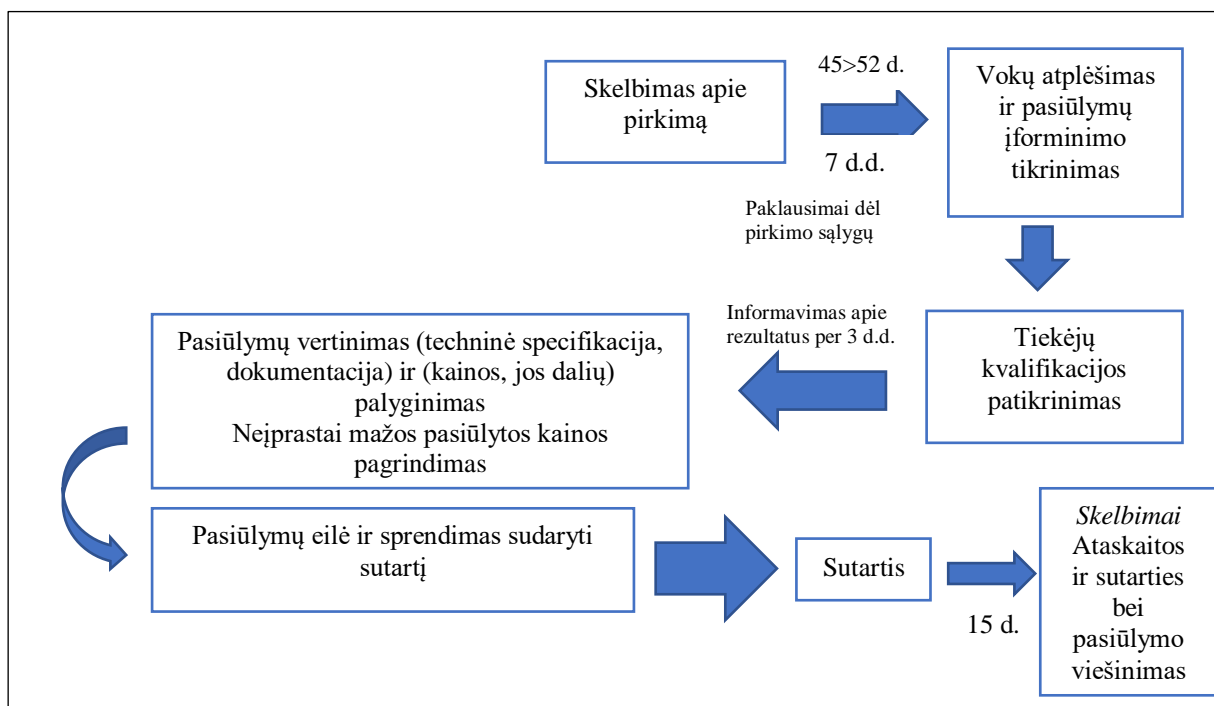 Skelbimas apie
pirkimą
45>52 d.
7 d.d.
Paklausimai dėl
pirkimo sąlygų
Vokų atplėšimas
ir pasiūlymų
įforminimo
tikrinimas
Tiekėjų
kvalifikacijos
patikrinimas
Informavimas apie
rezultatus per 3 d.d.
Pasiūlymų vertinimas (techninė specifikacija,
dokumentacija) ir (kainos, jos dalių)
palyginimas
Neįprastai mažos pasiūlytos kainos
pagrindimas
Pasiūlymų eilė ir sprendimas sudaryti
sutartį
Sutartis
15 d.
Skelbimai
Ataskaitos
ir sutarties
bei
pasiūlymo
viešinimas